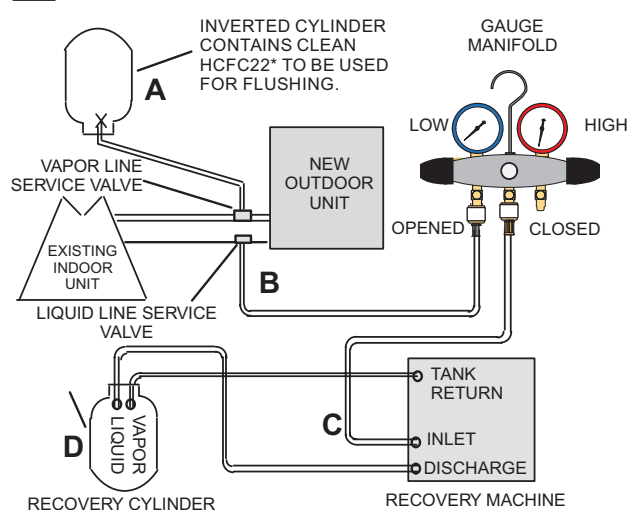 INVERTED CYLINDER
CONTAINS CLEAN
HCFC22* TO BE USED
FOR FLUSHING.
GAUGE
MANIFOLD
A
LOW
HIGH
VAPOR LINE
SERVICE VALVE
NEW
OUTDOOR
UNIT
OPENED
CLOSED
EXISTING
INDOOR
UNIT
B
LIQUID LINE SERVICE
VALVE
TANK
RETURN
C
INLET
DISCHARGE
D
LIQUID
VAPOR
RECOVERY CYLINDER
RECOVERY MACHINE